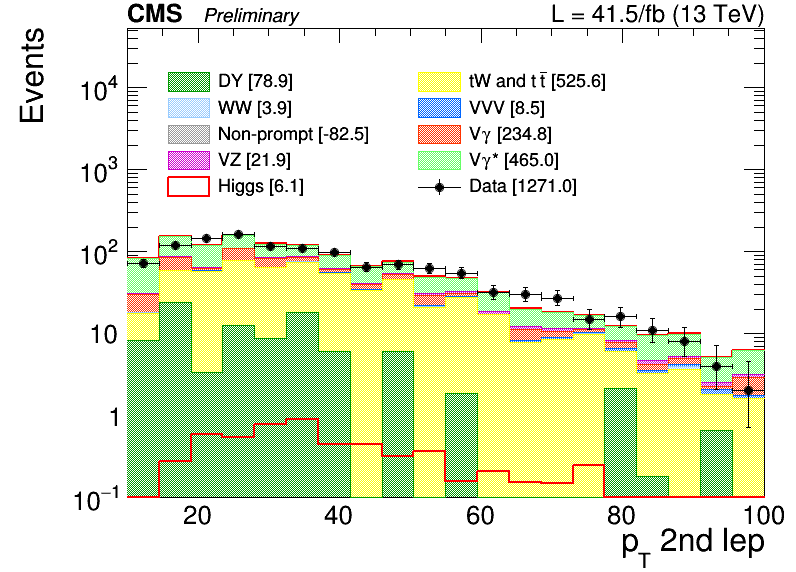 CMS Preliminary L = 41.5/fb (13 TeV)
Events
10⁴
10³
10²
10
1
10⁻¹
DY [78.9]
WW [3.9]
Non-prompt [-82.5]
VZ [21.9]
Higgs [6.1]
tW and t t̄ [525.6]
VVV [8.5]
Vγ [234.8]
Vγ* [465.0]
Data [1271.0]
20 40 60 80 100
p_T 2nd lep